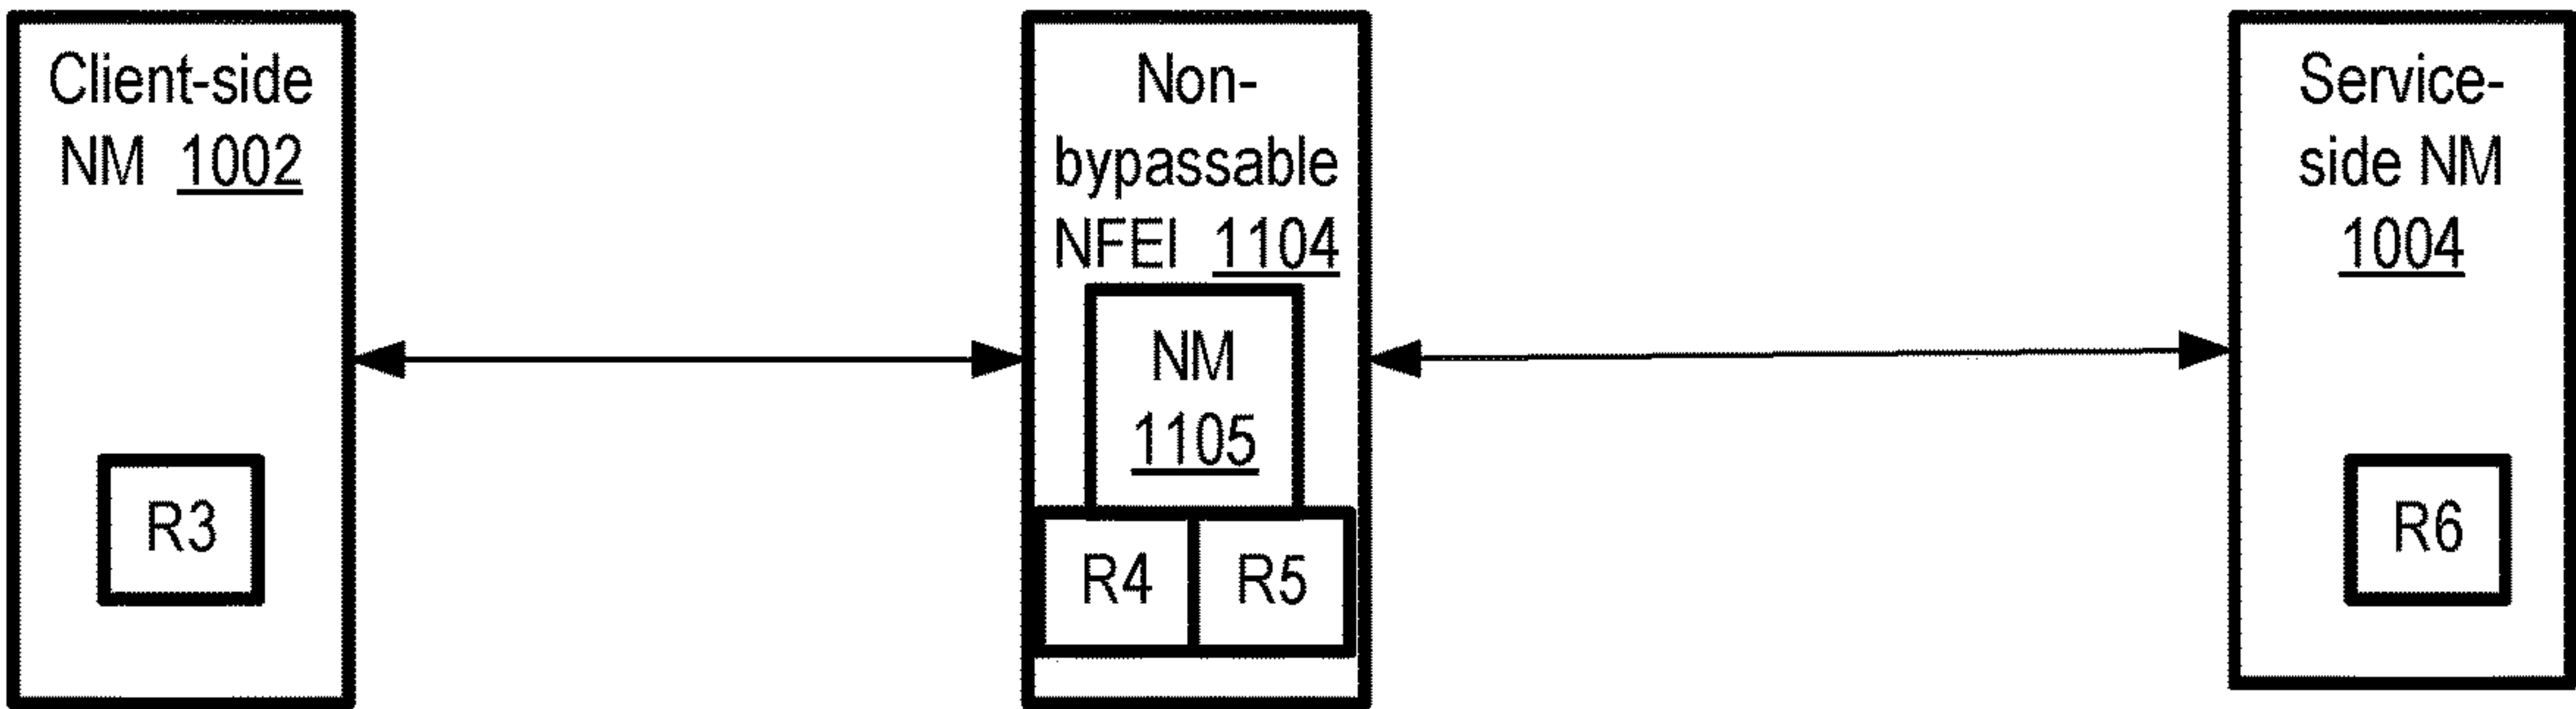 Client-side
NM 1002
R3
Non-
bypassable
NFEI 1104
NM
1105
R4
R5
Service-
side NM
1004
R6